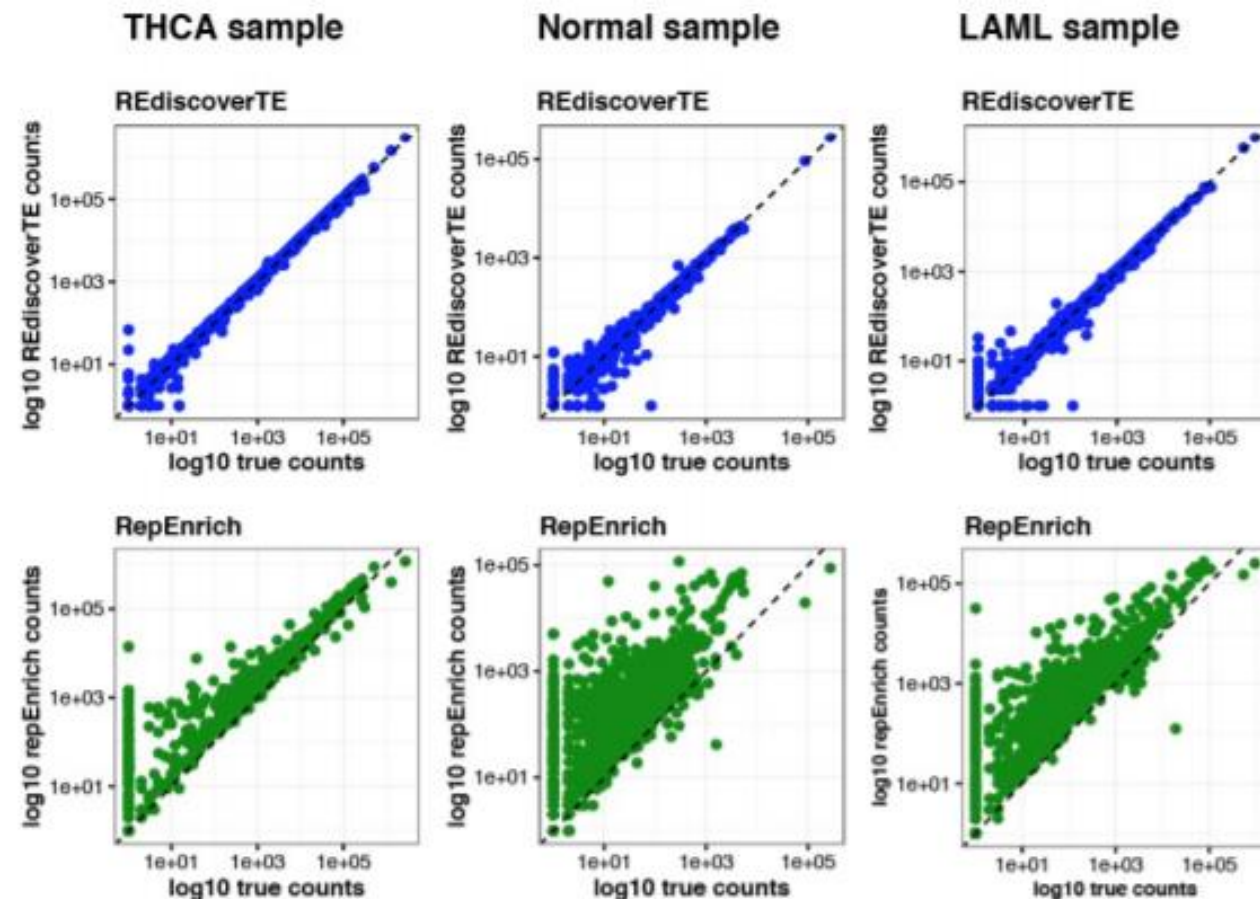 THCA sample Normal sample LAML sample
REdiscoverTE REdiscoverTE REdiscoverTE
log10 REdiscoverTE counts
1e+05
1e+03
1e+01
1e+01 1e+03 1e+05
log10 true counts
log10 REdiscoverTE counts
1e+05
1e+03
1e+01
1e+01 1e+03 1e+05
log10 true counts
log10 REdiscoverTE counts
1e+05
1e+03
1e+01
1e+01 1e+03 1e+05
log10 true counts
RepEnrich RepEnrich RepEnrich
log10 repEnrich counts
1e+05
1e+03
1e+01
1e+01 1e+03 1e+05
log10 true counts
log10 repEnrich counts
1e+05
1e+03
1e+01
1e+01 1e+03 1e+05
log10 true counts
log10 repEnrich counts
1e+05
1e+03
1e+01
1e+01 1e+03 1e+05
log10 true counts